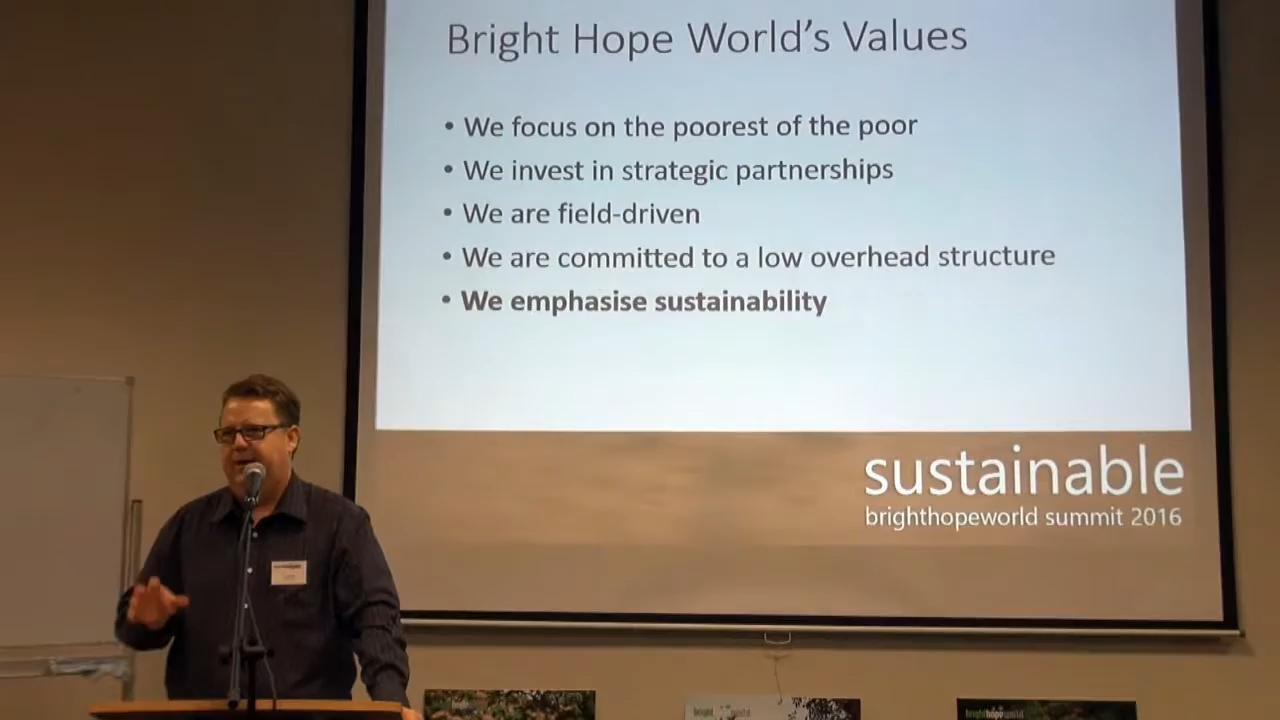 Bright Hope World's Values
• We focus on the poorest of the poor
• We invest in strategic partnerships
• We are field-driven
• We are committed to a low overhead structure
• We emphasise sustainability
sustainable
brighthopeworld summit 2016
brighthopeworld